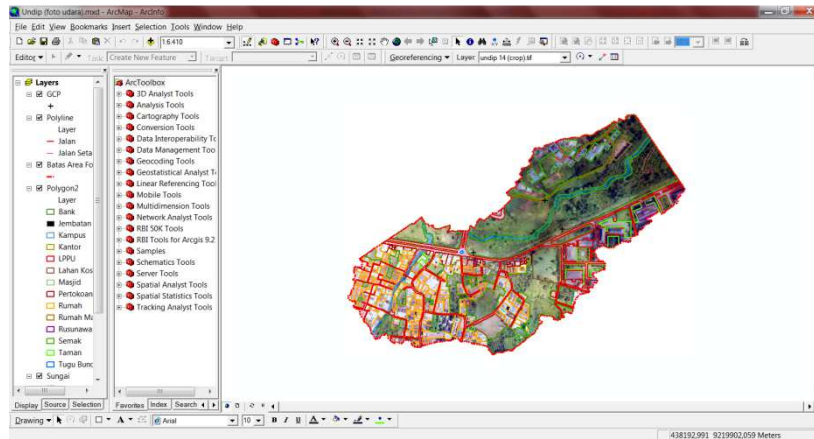 Undip (foto udara).mxd - ArcMap - ArcInfo
File Edit View Bookmarks Insert Selection Tools Window Help
1:6.410
Editor Task: Create New Feature Target:
Georeferencing Layer: undip 14 (crop).tif
Layers
GCP
Polyline
Layer
Jalan
Jalan Seta
Batas Area Fo
Polygon2
Layer
Bank
Jembatan
Kampus
Kantor
LPPU
Lahan Kos
Masjid
Pertokoan
Rumah
Rumah Ma
Rusunawa
Semak
Taman
Tugu Bund
Sungai
Display Source Selection
ArcToolbox
3D Analyst Tools
Analysis Tools
Cartography Tools
Conversion Tools
Data Interoperability To
Data Management Too
Geocoding Tools
Geostatistical Analyst T
Linear Referencing Tool
Mobile Tools
Multidimension Tools
Network Analyst Tools
RBI 50K Tools
RBI Tools for Arcgis 9.2
Samples
Schematics Tools
Server Tools
Spatial Analyst Tools
Spatial Statistics Tools
Tracking Analyst Tools
Favorites Index Search
Drawing A Arial 10 B I U A
438192,991 9219902,059 Meters